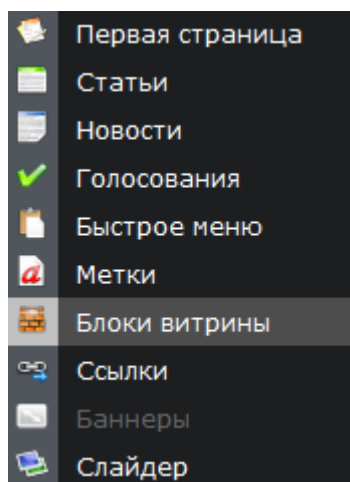 Первая страница
Статьи
Новости
Голосования
Быстрое меню
Метки
Блоки витрины
Ссылки
Баннеры
Слайдер